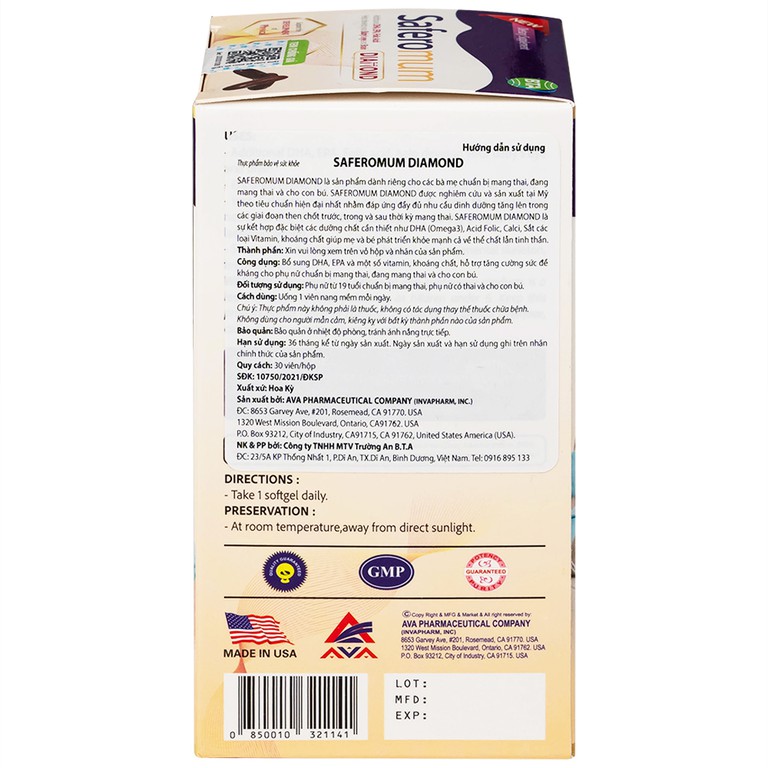 NEW
Saferomum
DIAMOND
Hướng dẫn sử dụng
Thực phẩm bảo vệ sức khỏe
SAFEROMUM DIAMOND
SAFEROMUM DIAMOND là sản phẩm dành riêng cho các bà mẹ chuẩn bị mang thai, đang
mang thai và cho con bú. SAFEROMUM DIAMOND được nghiêm cứu và sản xuất tại Mỹ
theo tiêu chuẩn hiện đại nhất nhằm đáp ứng đầy đủ nhu cầu dinh dưỡng tăng lên trong
các giai đoan then chốt trước, trong và sau thời kỳ mang thai. SAFEROMUM DIAMOND là
sự kết hợp đặc biệt các dưỡng chất cần thiết như DHA (Omega3), Acid Folic, Calci, Sắt các
loại Vitamin, khoáng chất giúp mẹ và bé phát triển khỏe mạnh cả về thể chất lẫn tinh thần.
Thành phần: Xin vui lòng xem trên vỏ hộp và nhãn của sản phẩm.
Công dụng: Bổ sung DHA, EPA và một số vitamin, khoáng chất, hỗ trợ tăng cường sức đề
kháng cho phụ nữ chuẩn bị mang thai, đang mang thai và cho con bú.
Đối tượng sử dụng: Phụ nữ từ 19 tuổi chuẩn bị mang thai, phụ nữ có thai và cho con bú.
Cách dùng: Uống 1 viên nang mềm mỗi ngày.
Chú ý: Thực phẩm này không phải là thuốc, không có tác dụng thay thế thuốc chữa bệnh.
Không dùng cho người mẫn cảm, kiêng kỵ với bất kỳ thành phần nào của sản phẩm.
Bảo quản: Bảo quản ở nhiệt độ phòng, tránh ánh nắng trực tiếp.
Hạn sử dụng: 36 tháng kể từ ngày sản xuất. Ngày sản xuất và hạn sử dụng ghi trên nhãn
chính thức của sản phẩm.
Quy cách: 30 viên/hộp
SĐK: 10750/2021/ĐKSP
Xuất xứ: Hoa Kỳ
Sản xuất bởi: AVA PHARMACEUTICAL COMPANY (INVAPHARM, INC.)
ĐC: 8653 Garvey Ave, #201, Rosemead, CA 91770. USA
1320 West Mission Boulevard, Ontario, CA91762. USA
P.O. Box 93212, City of Industry, CA91715, CA 91762, United States America (USA).
NK & PP bởi: Công ty TNHH MTV Trường An B.T.A
ĐC: 23/5A KP Thống Nhất 1, P.Dĩ An, TX.Dĩ An, Bình Dương, Việt Nam. Tel: 0916 895 133
DIRECTIONS :
- Take 1 softgel daily.
PRESERVATION :
- At room temperature,away from direct sunlight.
QUALITY GUARANTEED
GMP
POTENCY
GUARANTEED
PURITY
MADE IN USA
AVA
©Copy Right & MFG & Market & All right reserved by:
AVA PHARMACEUTICAL COMPANY
(INVAPHARM, INC)
8653 Garvey Ave, #201, Rosemead, CA 91770. USA
1320 West Mission Boulevard, Ontario, CA 91762. USA
P.O. Box 93212, City of Industry, CA 91715. USA
0 850010 321141
LOT:
MFD:
EXP: